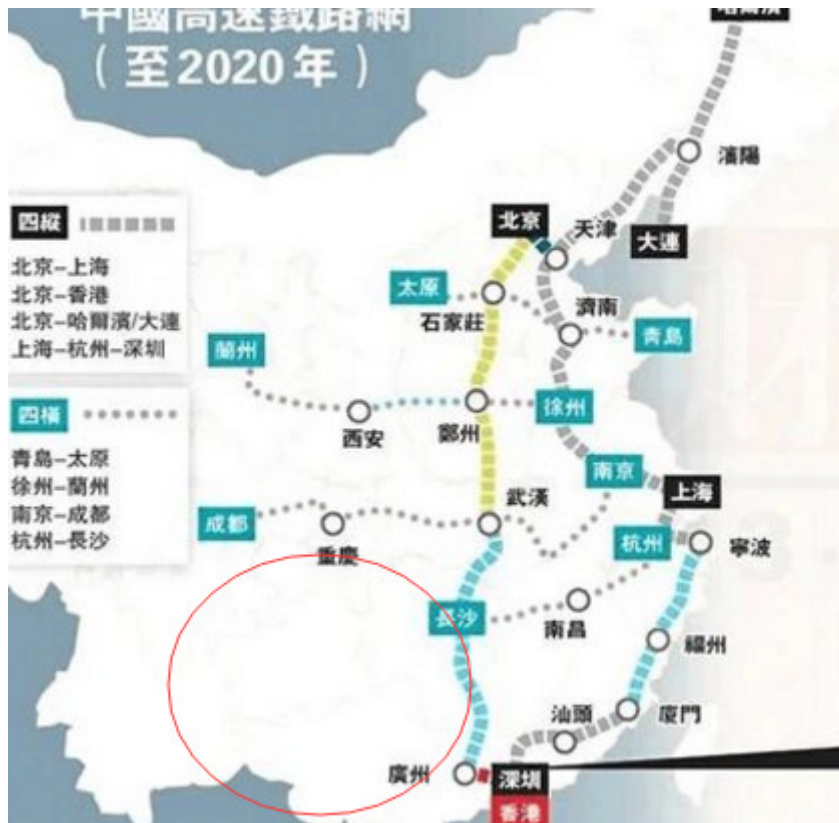 中國高速鐵路網
（至2020年）
哈爾濱
瀋陽
四縱
北京–上海
北京–香港
北京–哈爾濱/大連
上海–杭州–深圳
北京
天津
大連
太原
石家莊
濟南
青島
蘭州
西安
鄭州
徐州
四橫
青島–太原
徐州–蘭州
南京–成都
杭州–長沙
南京
上海
成都
重慶
武漢
杭州
寧波
長沙
南昌
福州
汕頭
廈門
廣州
深圳
香港